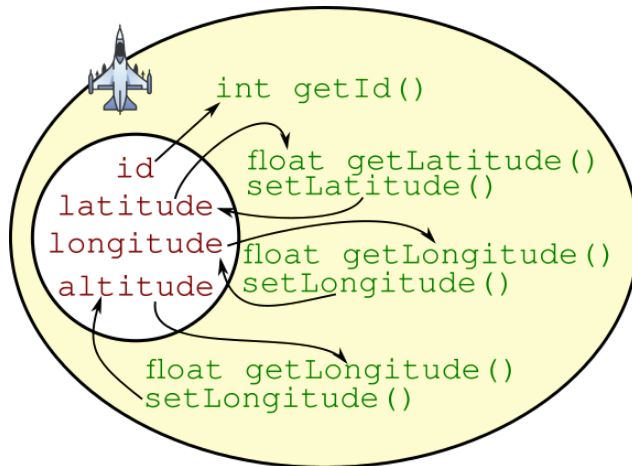 int getId()
id
float getLatitude()
setLatitude()
latitude
longitude
float getLongitude()
setLongitude()
altitude
float getLongitude()
setLongitude()